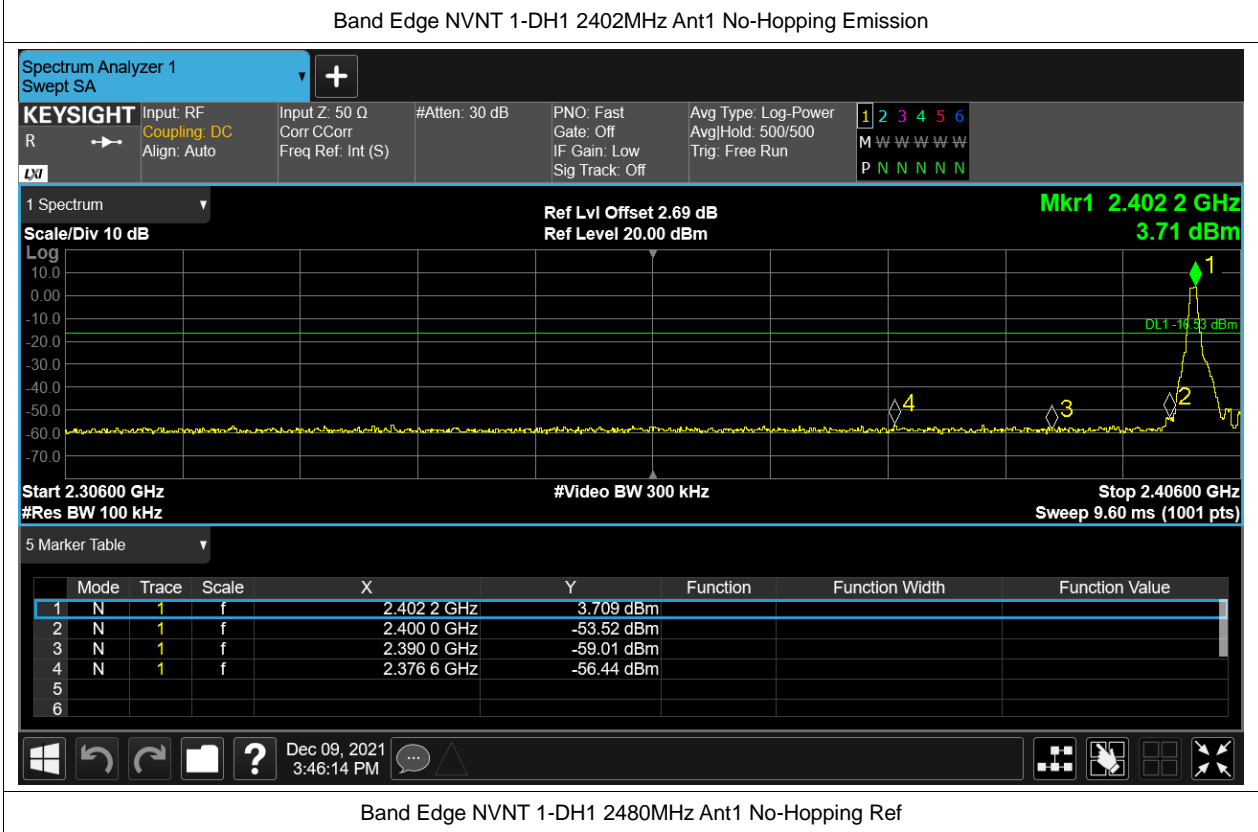 Band Edge NVNT 1-DH1 2402MHz Ant1 No-Hopping Emission
Spectrum Analyzer 1
Swept SA
KEYSIGHT Input: RF Input Z: 50 Ω #Atten: 30 dB PNO: Fast Avg Type: Log-Power 1 2 3 4 5 6
R Coupling: DC Corr CCorr Gate: Off Avg|Hold: 500/500 M W W W W W
Align: Auto Freq Ref: Int (S) IF Gain: Low Trig: Free Run
LXI Sig Track: Off P N N N N N
1 Spectrum Ref Lvl Offset 2.69 dB Mkr1 2.402 2 GHz
Scale/Div 10 dB Ref Level 20.00 dBm 3.71 dBm
Log
10.0 1
0.00
-10.0
DL1 -16.53 dBm
-20.0
-30.0
-40.0
-50.0 4 3 2
-60.0
-70.0
Start 2.30600 GHz #Video BW 300 kHz Stop 2.40600 GHz
#Res BW 100 kHz Sweep 9.60 ms (1001 pts)
5 Marker Table
Mode Trace Scale X Y Function Function Width Function Value
1 N 1 f 2.402 2 GHz 3.709 dBm
2 N 1 f 2.400 0 GHz -53.52 dBm
3 N 1 f 2.390 0 GHz -59.01 dBm
4 N 1 f 2.376 6 GHz -56.44 dBm
5
6
? Dec 09, 2021
3:46:14 PM
Band Edge NVNT 1-DH1 2480MHz Ant1 No-Hopping Ref